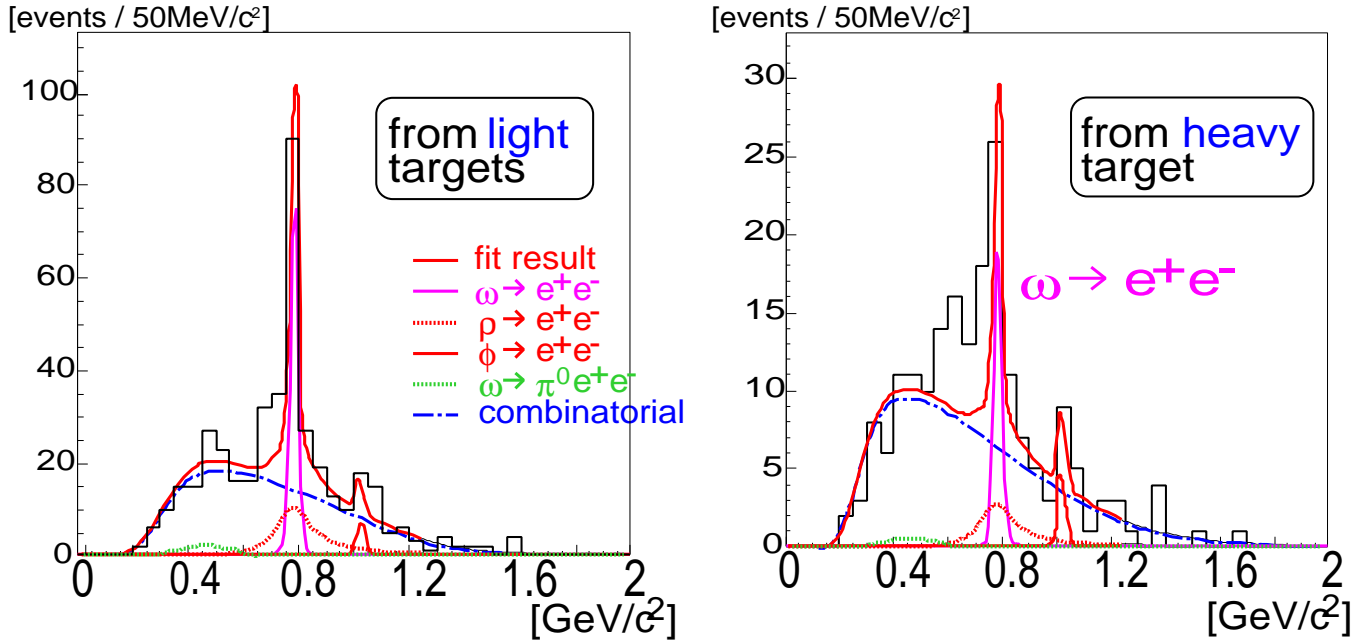 [events / 50MeV/c²]
100
80
60
40
20
0
from light
targets
fit result
ω→ e⁺e⁻
ρ→ e⁺e⁻
ϕ→ e⁺e⁻
ω→ π⁰e⁺e⁻
combinatorial
0 0.4 0.8 1.2 1.6 2
[GeV/c²]
[events / 50MeV/c²]
30
25
20
15
10
5
0
from heavy
target
ω→ e⁺e⁻
0 0.4 0.8 1.2 1.6 2
[GeV/c²]